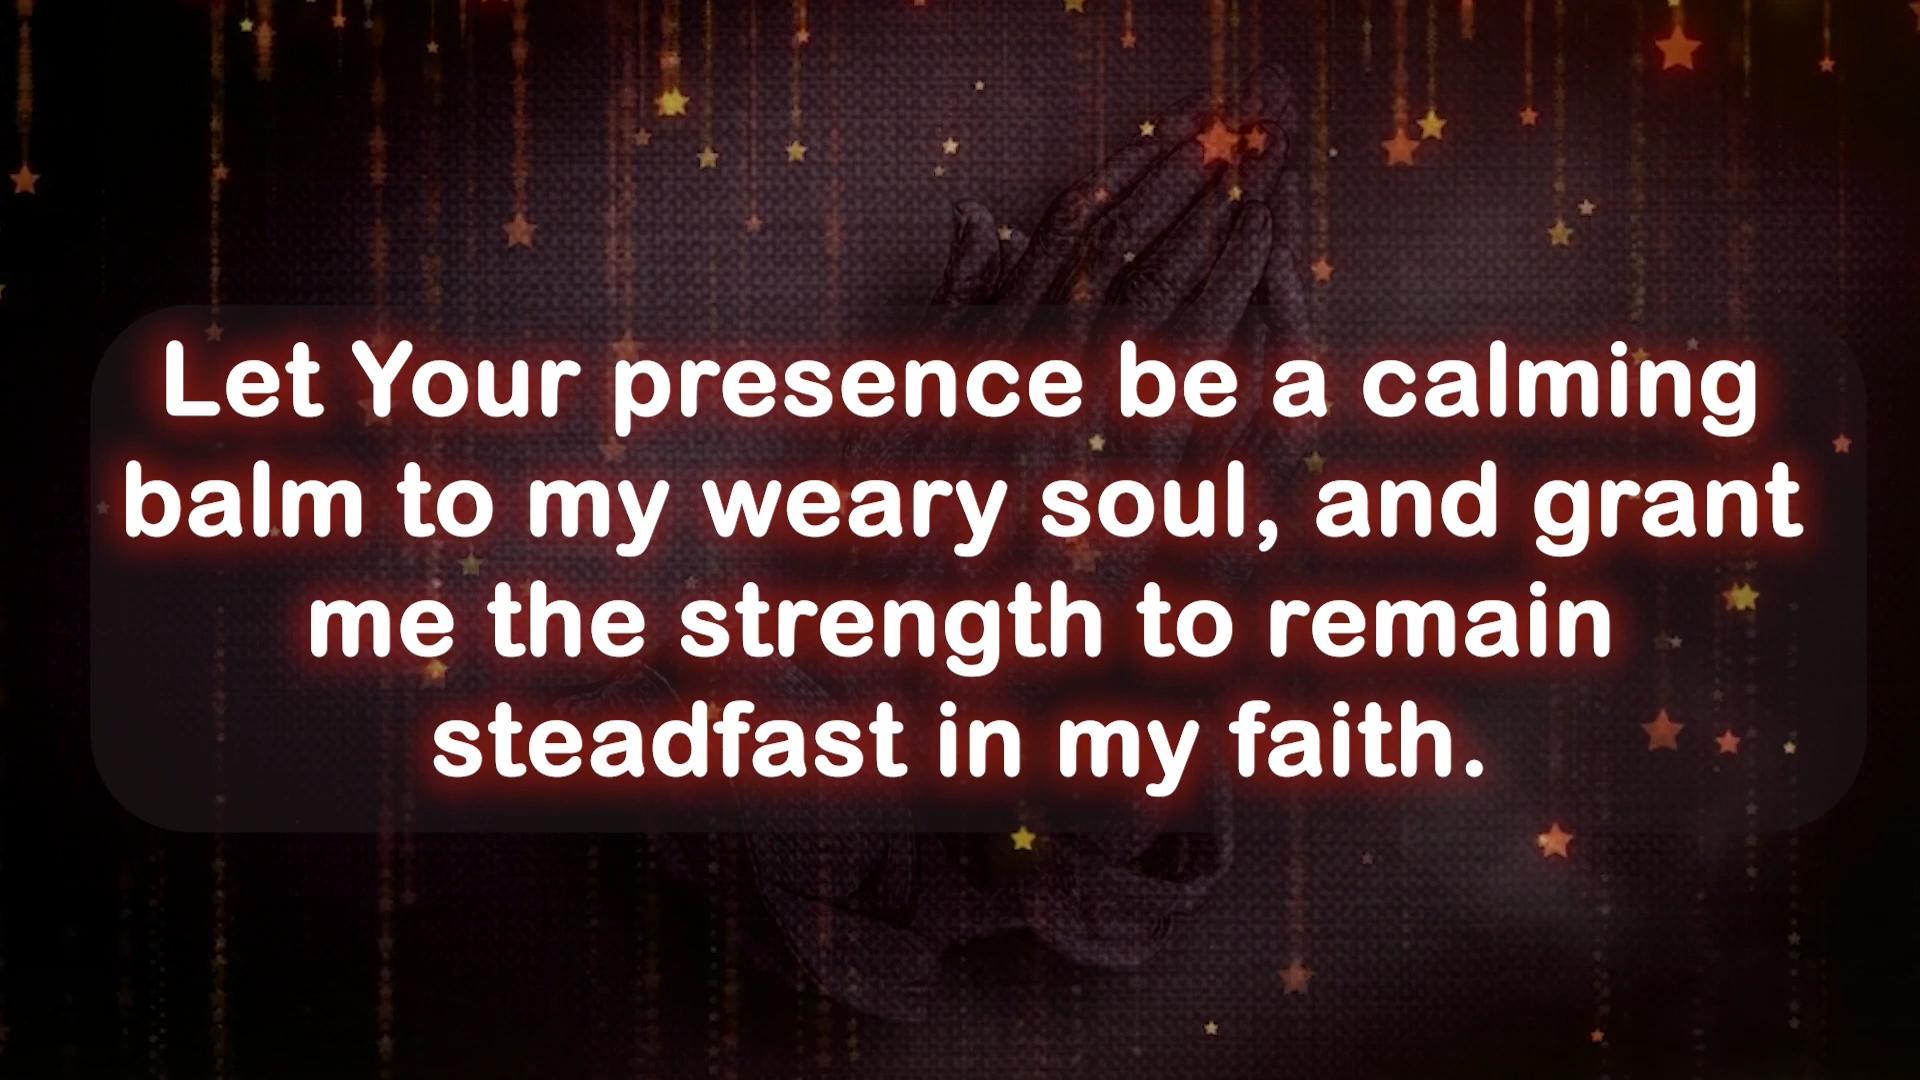 Let Your presence be a calming
balm to my weary soul, and grant
me the strength to remain
steadfast in my faith.